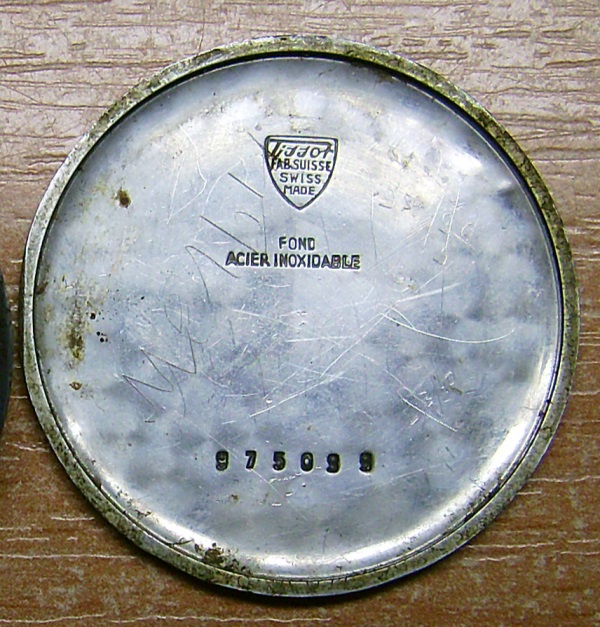 Tissot
FAB.SUISSE
SWISS
MADE
FOND
ACIER INOXIDABLE
975099